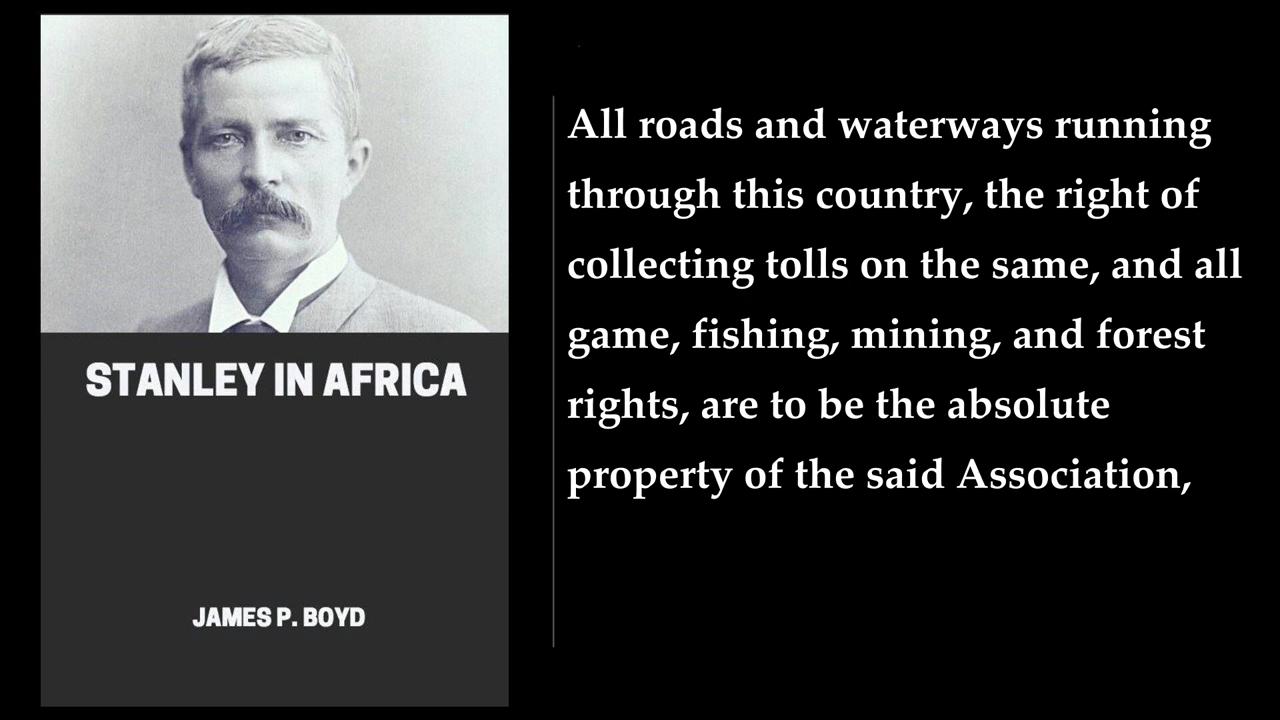 STANLEY IN AFRICA
JAMES P. BOYD
All roads and waterways running
through this country, the right of
collecting tolls on the same, and all
game, fishing, mining, and forest
rights, are to be the absolute
property of the said Association,